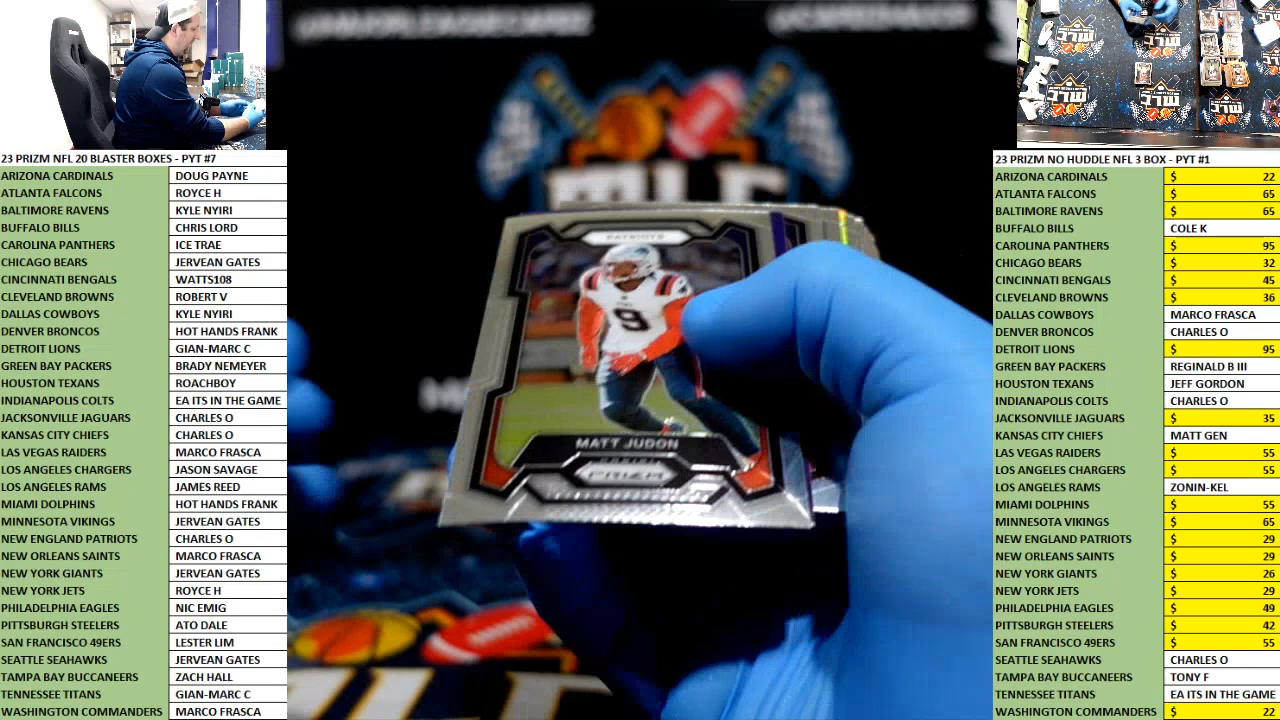 23 PRIZM NFL 20 BLASTER BOXES - PYT #7
ARIZONA CARDINALS DOUG PAYNE
ATLANTA FALCONS ROYCE H
BALTIMORE RAVENS KYLE NYIRI
BUFFALO BILLS CHRIS LORD
CAROLINA PANTHERS ICE TRAE
CHICAGO BEARS JERVEAN GATES
CINCINNATI BENGALS WATTS108
CLEVELAND BROWNS ROBERT V
DALLAS COWBOYS KYLE NYIRI
DENVER BRONCOS HOT HANDS FRANK
DETROIT LIONS GIAN-MARC C
GREEN BAY PACKERS BRADY NEMEYER
HOUSTON TEXANS ROACHBOY
INDIANAPOLIS COLTS EA ITS IN THE GAME
JACKSONVILLE JAGUARS CHARLES O
KANSAS CITY CHIEFS CHARLES O
LAS VEGAS RAIDERS MARCO FRASCA
LOS ANGELES CHARGERS JASON SAVAGE
LOS ANGELES RAMS JAMES REED
MIAMI DOLPHINS HOT HANDS FRANK
MINNESOTA VIKINGS JERVEAN GATES
NEW ENGLAND PATRIOTS CHARLES O
NEW ORLEANS SAINTS MARCO FRASCA
NEW YORK GIANTS JERVEAN GATES
NEW YORK JETS ROYCE H
PHILADELPHIA EAGLES NIC EMIG
PITTSBURGH STEELERS ATO DALE
SAN FRANCISCO 49ERS LESTER LIM
SEATTLE SEAHAWKS JERVEAN GATES
TAMPA BAY BUCCANEERS ZACH HALL
TENNESSEE TITANS GIAN-MARC C
WASHINGTON COMMANDERS MARCO FRASCA
PATRIOTS
9
MATT JUDON
PANINI
PRIZM
23 PRIZM NO HUDDLE NFL 3 BOX - PYT #1
ARIZONA CARDINALS $ 22
ATLANTA FALCONS $ 65
BALTIMORE RAVENS $ 65
BUFFALO BILLS COLE K
CAROLINA PANTHERS $ 95
CHICAGO BEARS $ 32
CINCINNATI BENGALS $ 45
CLEVELAND BROWNS $ 36
DALLAS COWBOYS MARCO FRASCA
DENVER BRONCOS CHARLES O
DETROIT LIONS $ 95
GREEN BAY PACKERS REGINALD B III
HOUSTON TEXANS JEFF GORDON
INDIANAPOLIS COLTS CHARLES O
JACKSONVILLE JAGUARS $ 35
KANSAS CITY CHIEFS MATT GEN
LAS VEGAS RAIDERS $ 55
LOS ANGELES CHARGERS $ 55
LOS ANGELES RAMS ZONIN-KEL
MIAMI DOLPHINS $ 55
MINNESOTA VIKINGS $ 65
NEW ENGLAND PATRIOTS $ 29
NEW ORLEANS SAINTS $ 29
NEW YORK GIANTS $ 26
NEW YORK JETS $ 29
PHILADELPHIA EAGLES $ 49
PITTSBURGH STEELERS $ 42
SAN FRANCISCO 49ERS $ 55
SEATTLE SEAHAWKS CHARLES O
TAMPA BAY BUCCANEERS TONY F
TENNESSEE TITANS EA ITS IN THE GAME
WASHINGTON COMMANDERS $ 22